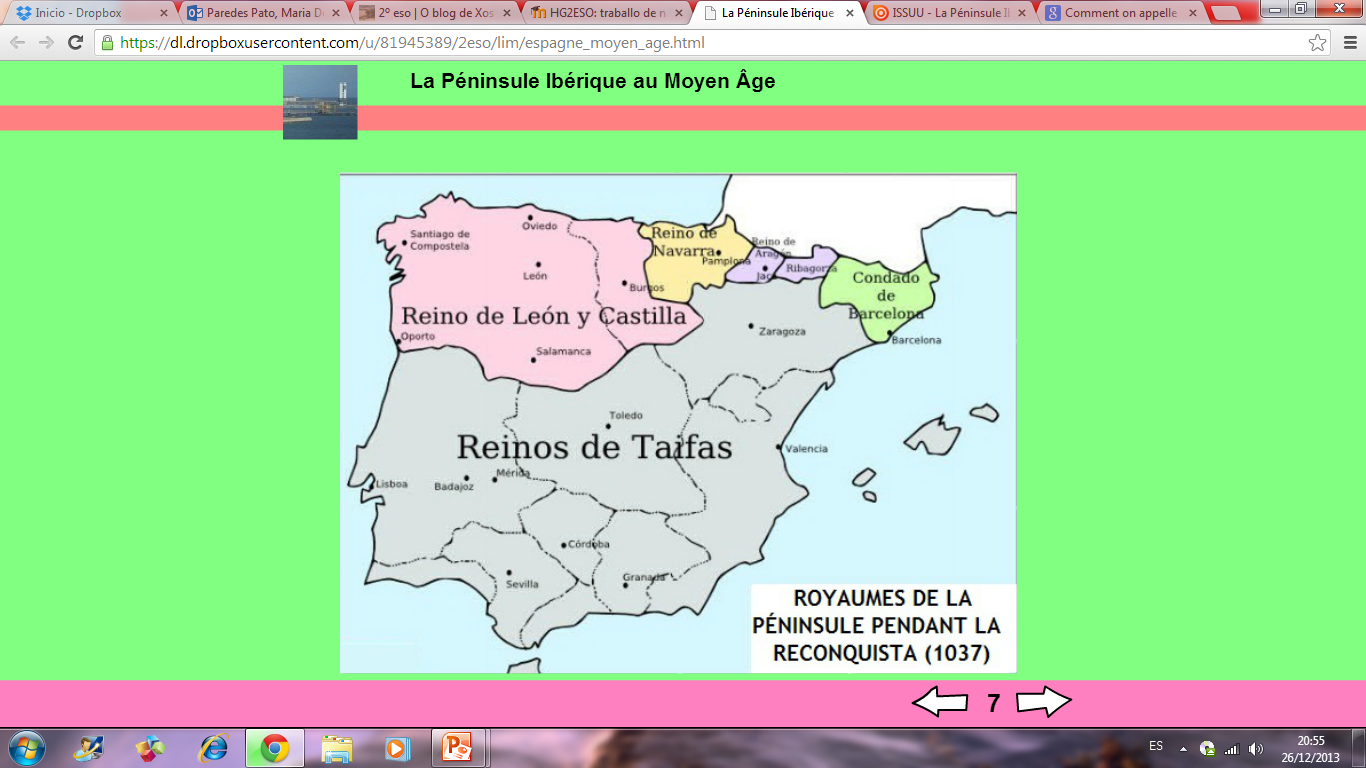 Inicio - Dropbox
Paredes Pato, Maria D
2º eso | O blog de Xos
HG2ESO: traballo de n
La Péninsule Ibérique
ISSUU - La Péninsule I
Comment on appelle
https://dl.dropboxusercontent.com/u/81945389/2eso/lim/espagne_moyen_age.html
La Péninsule Ibérique au Moyen Âge
Santiago de
Compostela
Oviedo
León
Burgos
Reino de León y Castilla
Oporto
Salamanca
Reino de
Navarra
Pamplona
Reino de
Aragón
Jaca
Ribagorza
Condado
de
Barcelona
Barcelona
Zaragoza
Toledo
Reinos de Taifas
Valencia
Lisboa
Badajoz
Mérida
Córdoba
Sevilla
Granada
ROYAUMES DE LA
PÉNINSULE PENDANT LA
RECONQUISTA (1037)
7
ES
20:55
26/12/2013